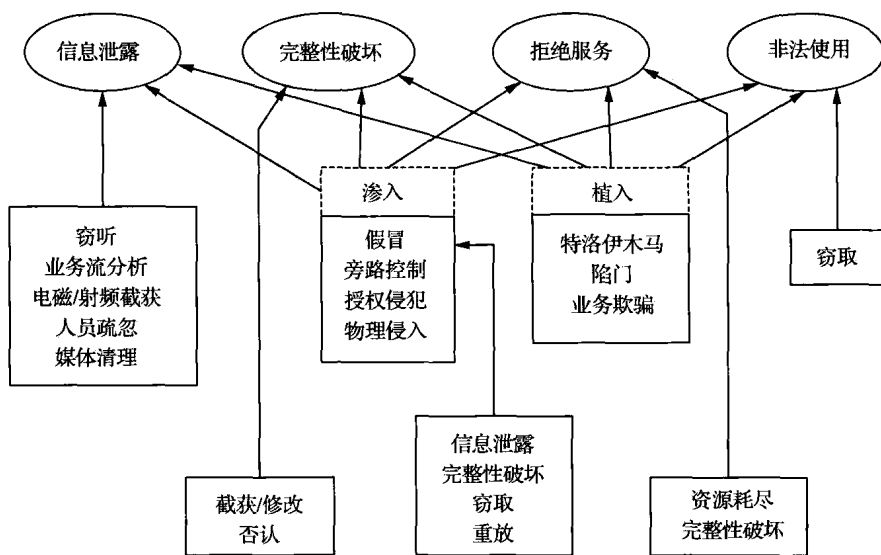 信息泄露
完整性破坏
拒绝服务
非法使用
渗入
植入
窃听
业务流分析
电磁/射频截获
人员疏忽
媒体清理
假冒
旁路控制
授权侵犯
物理侵入
特洛伊木马
陷门
业务欺骗
窃取
截获/修改
否认
信息泄露
完整性破坏
窃取
重放
资源耗尽
完整性破坏